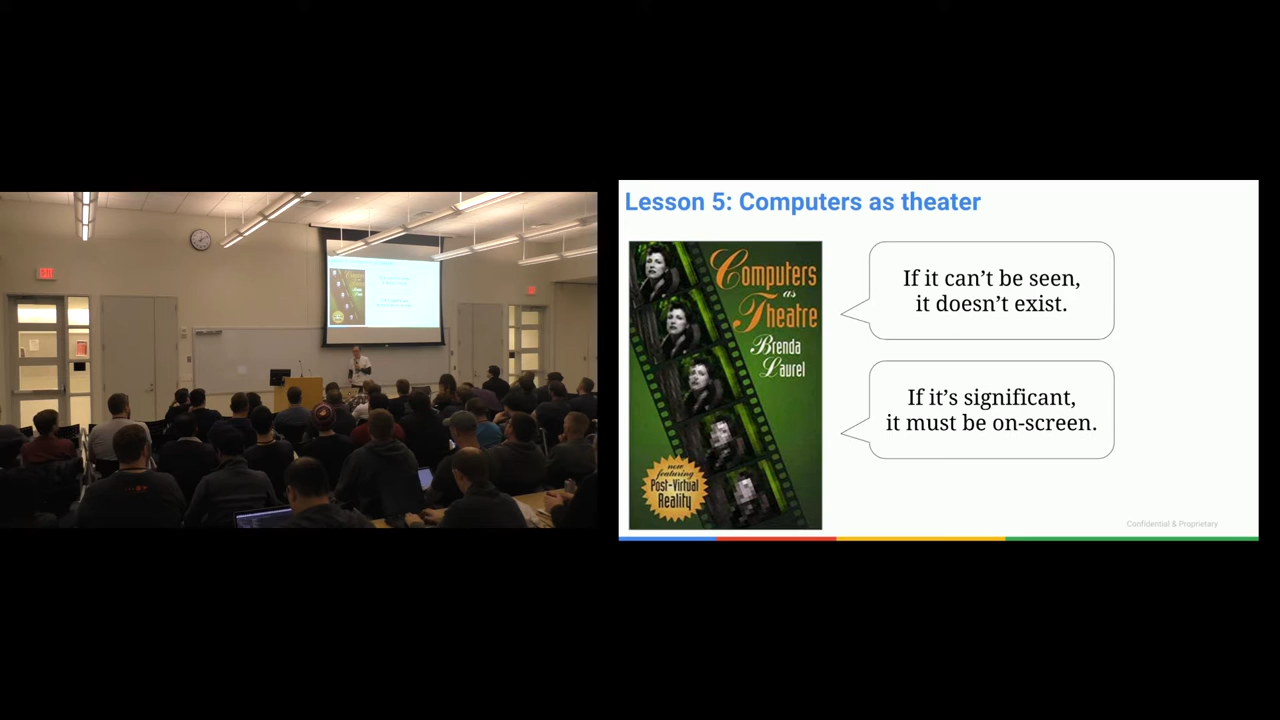 Lesson 5: Computers as theater
Computers
as
Theatre
Brenda
Laurel
now
featuring
Post-Virtual
Reality
If it can’t be seen,
it doesn’t exist.
If it’s significant,
it must be on-screen.
Confidential & Proprietary